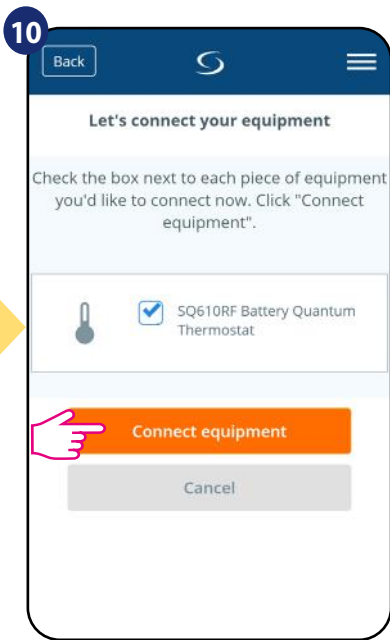 10
Back
Let's connect your equipment
Check the box next to each piece of equipment
you'd like to connect now. Click "Connect
equipment".
SQ610RF Battery Quantum
Thermostat
Connect equipment
Cancel